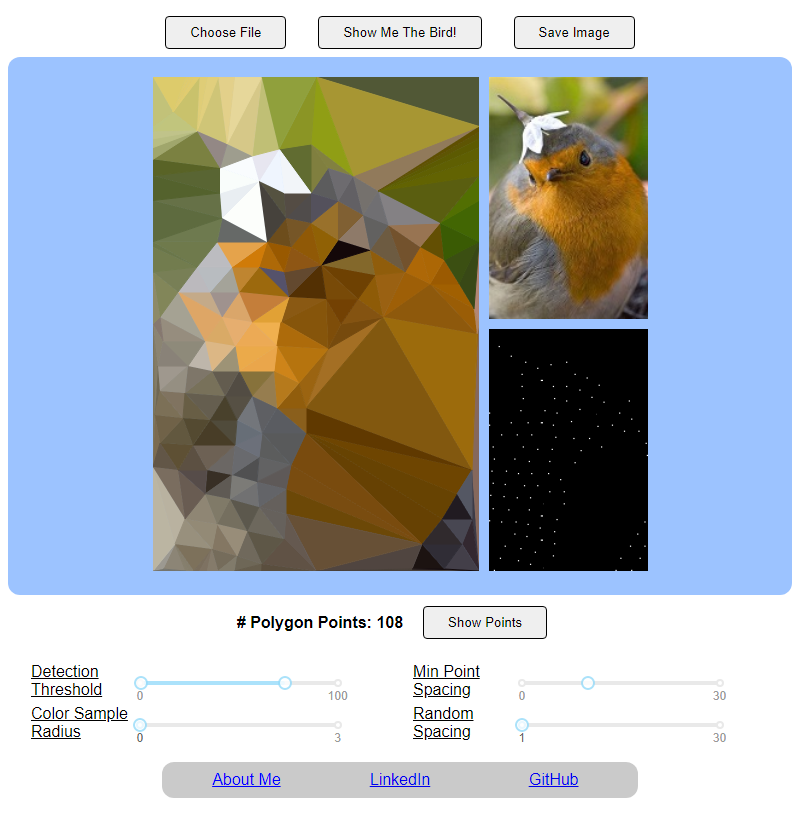 Choose File Show Me The Bird! Save Image
# Polygon Points: 108 Show Points
Detection
Threshold
0 100
Min Point
Spacing
0 30
Color Sample
Radius
0 3
Random
Spacing
1 30
About Me LinkedIn GitHub